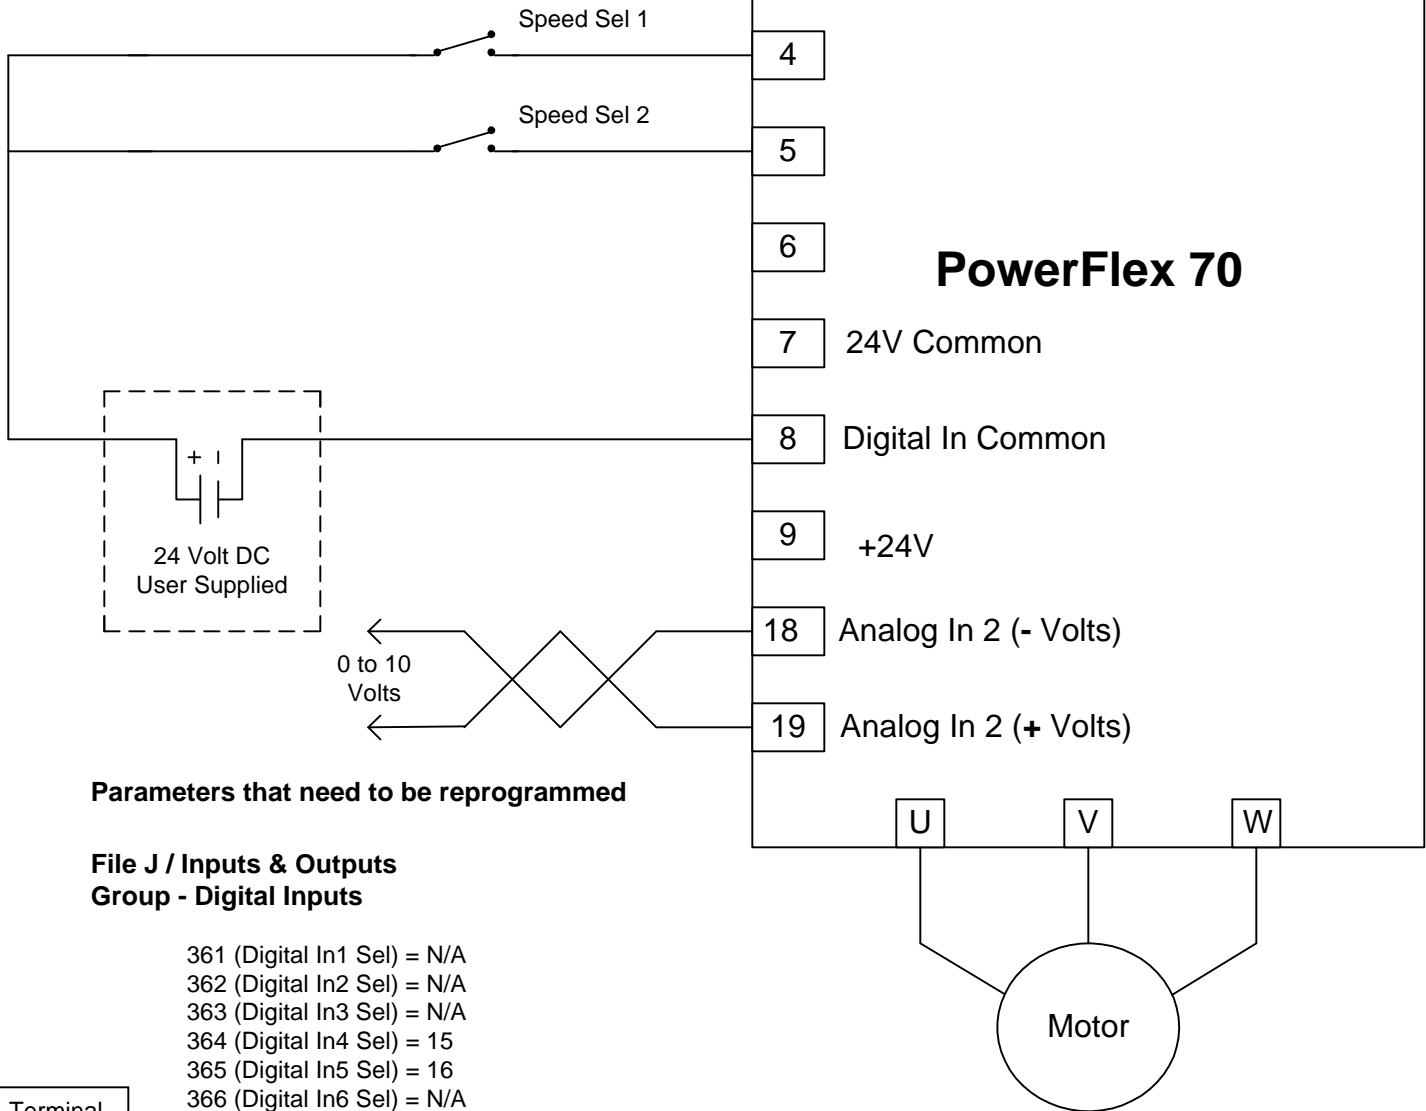 Speed Sel 1
4
Speed Sel 2
5
6
PowerFlex 70
7
24V Common
8
Digital In Common
+ -
24 Volt DC
User Supplied
9
+24V
18
Analog In 2 (- Volts)
0 to 10
Volts
19
Analog In 2 (+ Volts)
Parameters that need to be reprogrammed
U
V
W
File J / Inputs & Outputs
Group - Digital Inputs
361 (Digital In1 Sel) = N/A
362 (Digital In2 Sel) = N/A
363 (Digital In3 Sel) = N/A
364 (Digital In4 Sel) = 15
365 (Digital In5 Sel) = 16
366 (Digital In6 Sel) = N/A
Motor
Terminal